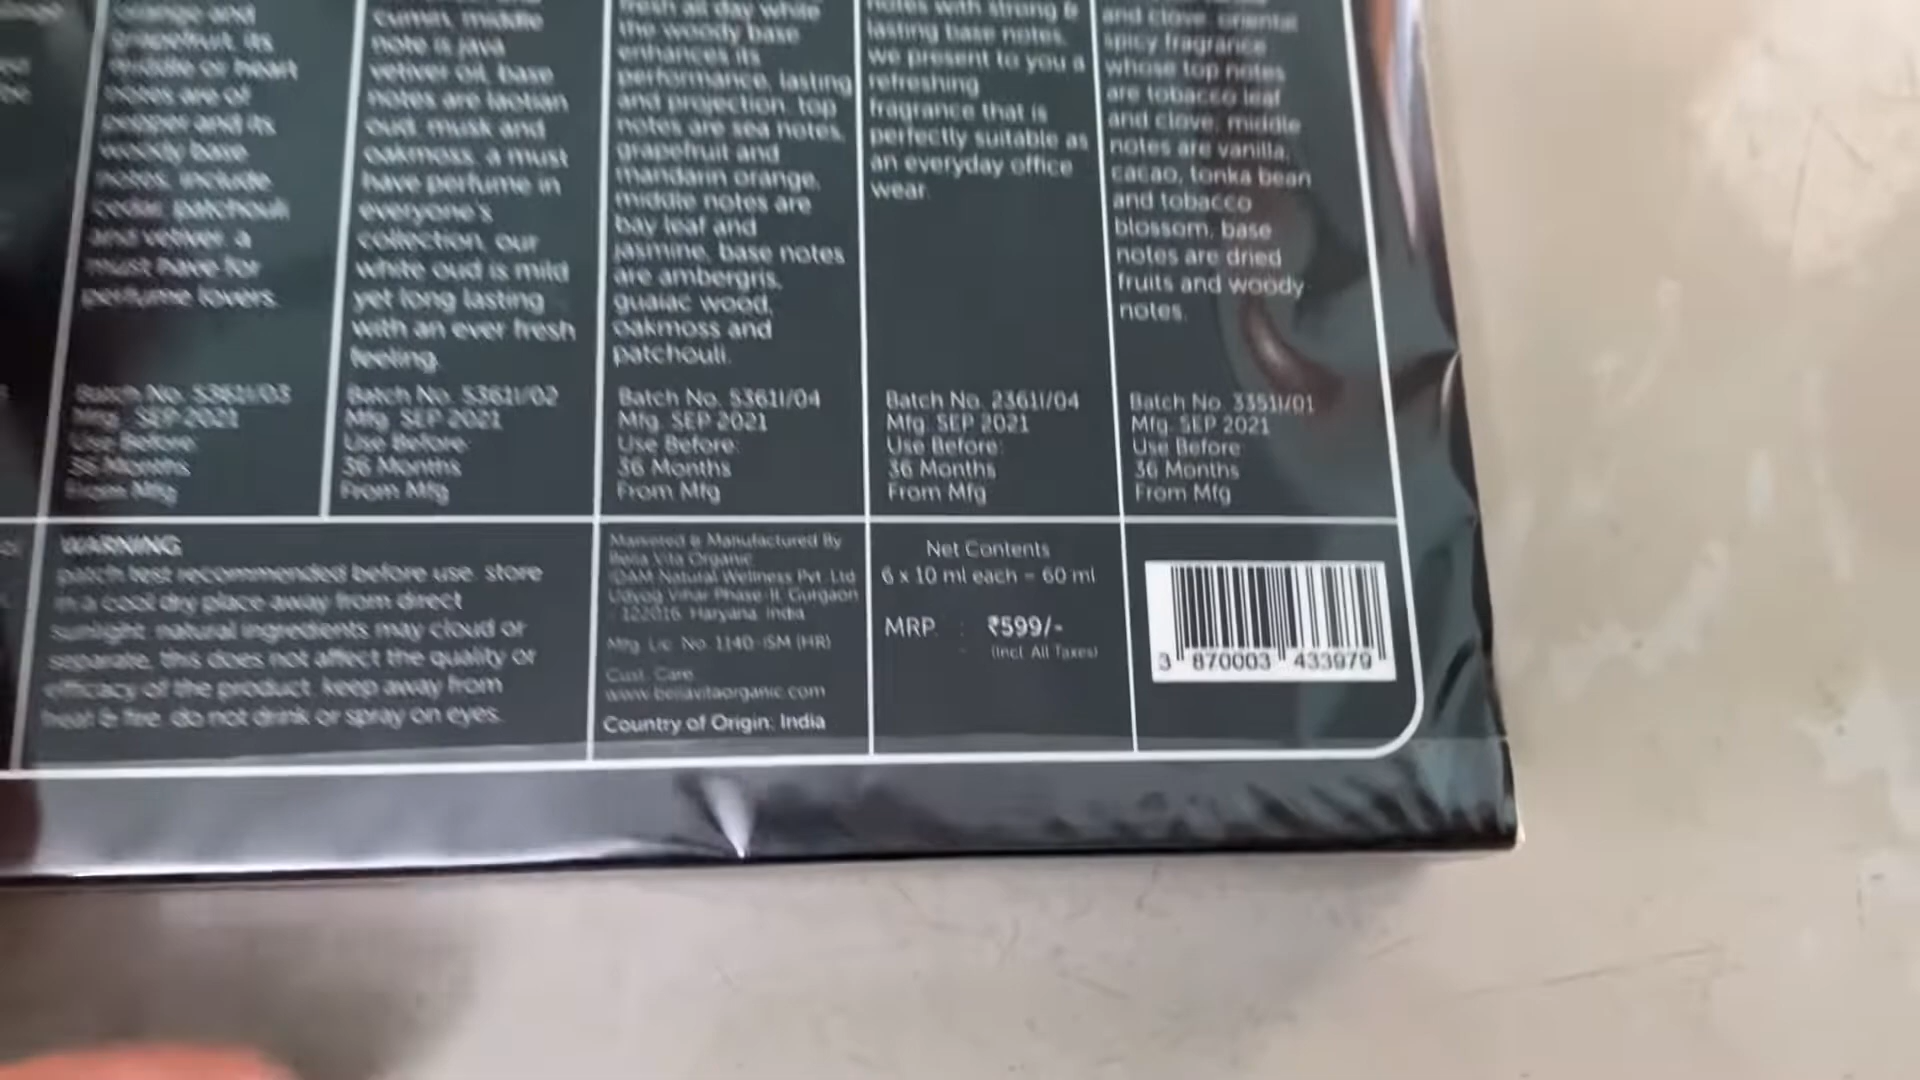 orange and
grapefruit. its
middle or heart
notes are of
pepper and its
woody base
notes, include
cedar, patchouli
and vetiver. a
must have for
perfume lovers.
Batch No. S361I/03
Mfg. SEP 2021
Use Before:
36 Months
From Mfg
cumin, middle
note is java
vetiver oil, base
notes are laotian
oud, musk and
oakmoss. a must
have perfume in
everyone's
collection, our
white oud is mild
yet long lasting
with an ever fresh
feeling.
Batch No. S361I/02
Mfg. SEP 2021
Use Before:
36 Months
From Mfg
fresh all day while
the woody base
enhances its
performance, lasting
and projection. top
notes are sea notes,
grapefruit and
mandarin orange,
middle notes are
bay leaf and
jasmine, base notes
are ambergris,
guaiac wood,
oakmoss and
patchouli.
Batch No. S361I/04
Mfg. SEP 2021
Use Before:
36 Months
From Mfg
notes with strong &
lasting base notes,
we present to you a
refreshing
fragrance that is
perfectly suitable as
an everyday office
wear.
Batch No. 2361I/04
Mfg. SEP 2021
Use Before:
36 Months
From Mfg
and clove. oriental
spicy fragrance
whose top notes
are tobacco leaf
and clove, middle
notes are vanilla,
cacao, tonka bean
and tobacco
blossom, base
notes are dried
fruits and woody
notes.
Batch No. 3351I/01
Mfg. SEP 2021
Use Before:
36 Months
From Mfg
WARNING
patch test recommended before use. store
in a cool dry place away from direct
sunlight. natural ingredients may cloud or
separate. this does not affect the quality or
efficacy of the product. keep away from
heat & fire. do not drink or spray on eyes.
Marketed & Manufactured By
Bella Vita Organic
IDAM Natural Wellness Pvt. Ltd
Udyog Vihar Phase-II, Gurgaon
- 122016, Haryana, India
Mfg. Lic. No. 1140-ISM (HR)
Cust. Care:
www.bellavitaorganic.com
Country of Origin: India
Net Contents
6 x 10 ml each = 60 ml
MRP : ₹599/-
(Incl. All Taxes)
3 870003 433979